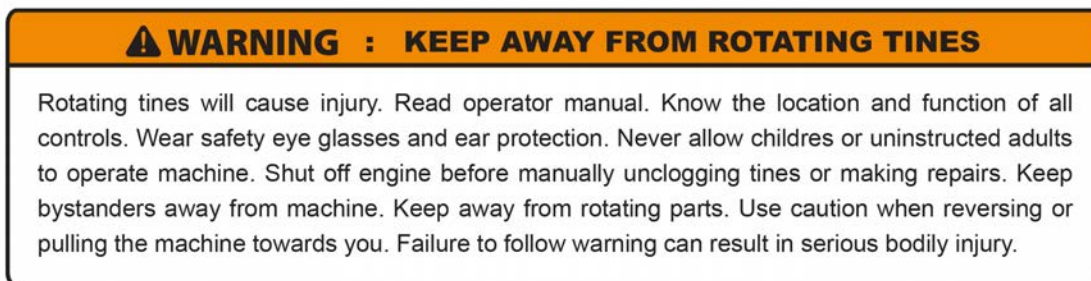 WARNING : KEEP AWAY FROM ROTATING TINES
Rotating tines will cause injury. Read operator manual. Know the location and function of all
controls. Wear safety eye glasses and ear protection. Never allow childres or uninstructed adults
to operate machine. Shut off engine before manually unclogging tines or making repairs. Keep
bystanders away from machine. Keep away from rotating parts. Use caution when reversing or
pulling the machine towards you. Failure to follow warning can result in serious bodily injury.